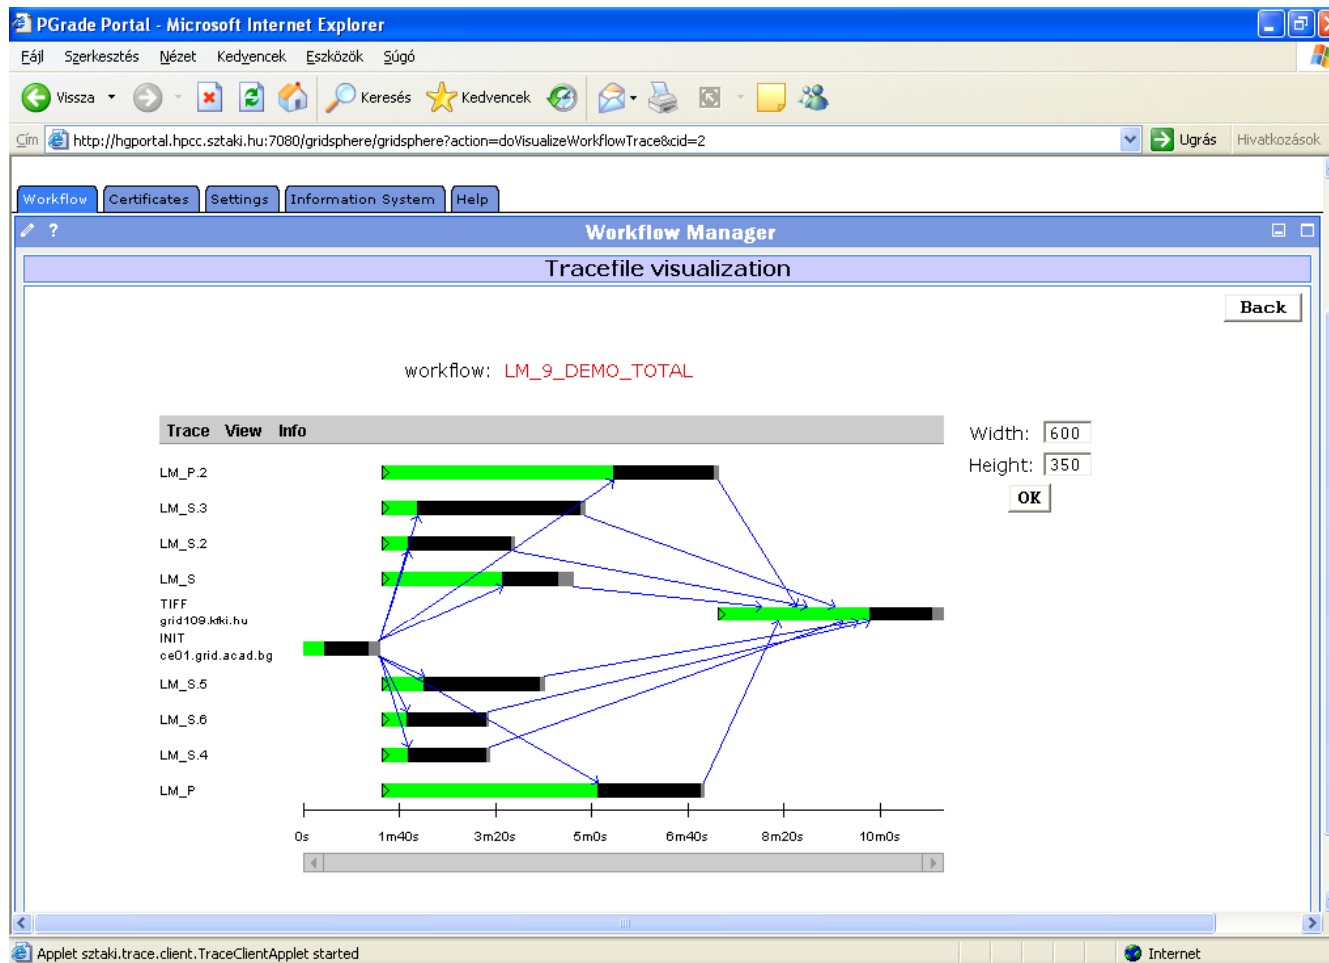 PGrade Portal - Microsoft Internet Explorer
Fájl Szerkesztés Nézet Kedvencek Eszközök Súgó
Vissza Keresés Kedvencek
Cím http://hgportal.hpcc.sztaki.hu:7080/gridsphere/gridsphere?action=doVisualizeWorkflowTrace&cid=2 Ugrás Hivatkozások
Workflow Certificates Settings Information System Help
? Workflow Manager
Tracefile visualization
Back
workflow: LM_9_DEMO_TOTAL
Trace View Info
Width: 600
Height: 350
OK
LM_P.2
LM_S.3
LM_S.2
LM_S
TIFF
grid109.kfki.hu
INIT
ce01.grid.acad.bg
LM_S.5
LM_S.6
LM_S.4
LM_P
0s 1m40s 3m20s 5m0s 6m40s 8m20s 10m0s
Applet sztaki.trace.client.TraceClientApplet started Internet